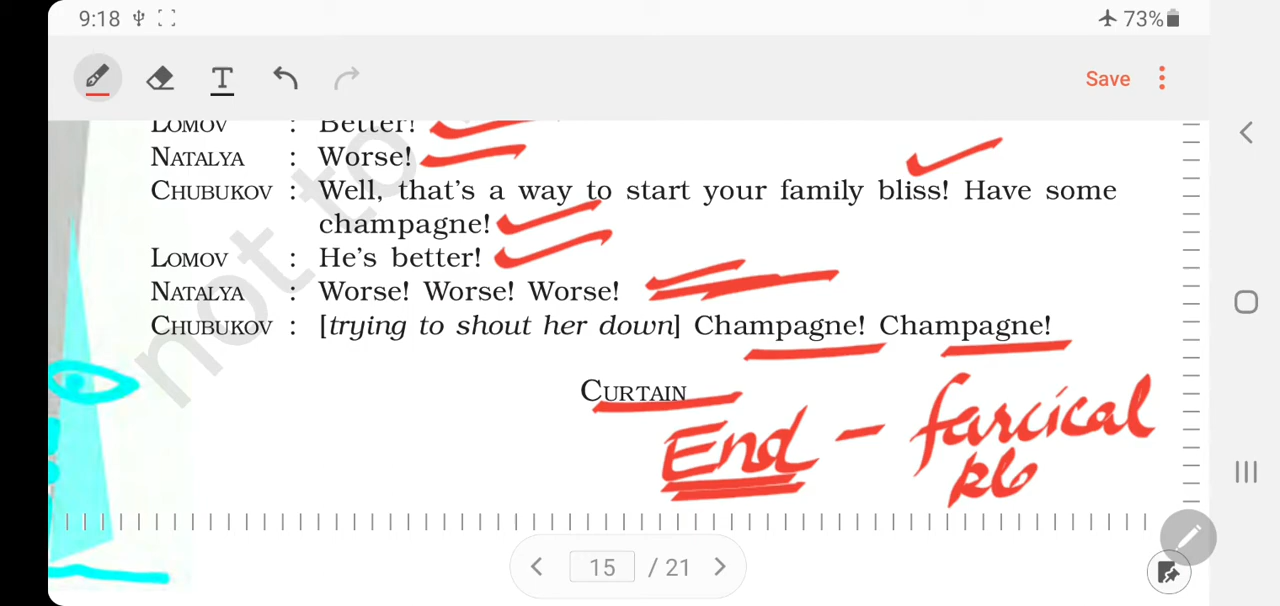 9:18
73%
Save
LOMOV : Better!
NATALYA : Worse!
CHUBUKOV : Well, that's a way to start your family bliss! Have some
champagne!
LOMOV : He's better!
NATALYA : Worse! Worse! Worse!
CHUBUKOV : [trying to shout her down] Champagne! Champagne!
CURTAIN
End - farcical
not to
15 / 21